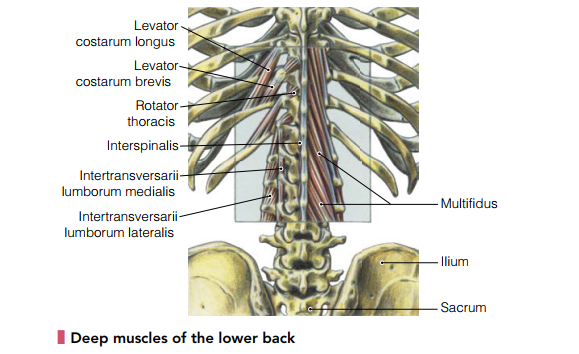 Levator
costarum longus
Levator
costarum brevis
Rotator
thoracis
Interspinalis
Intertransversarii
lumborum medialis
Intertransversarii
lumborum lateralis
Multifidus
Ilium
Sacrum
Deep muscles of the lower back